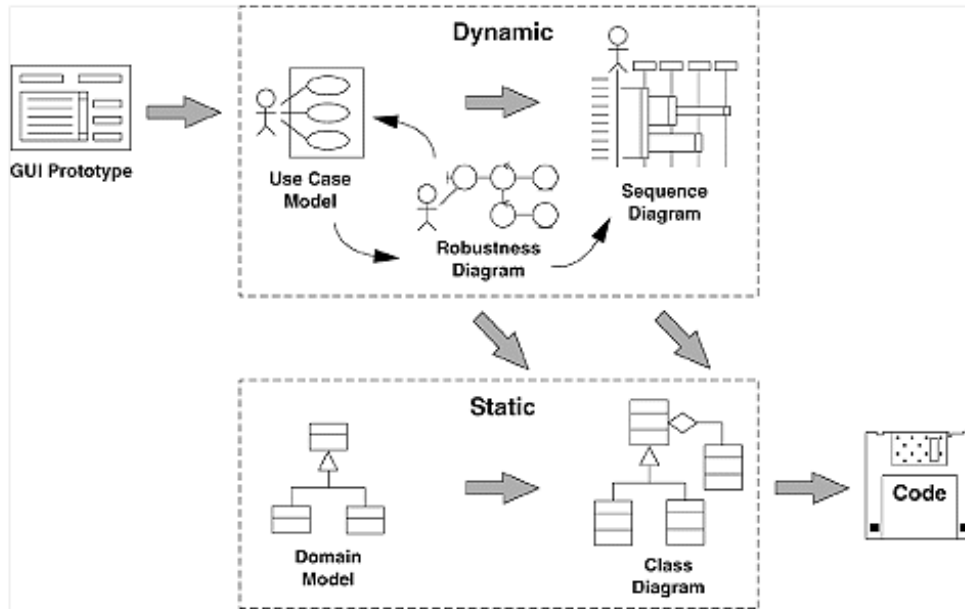 Dynamic
GUI Prototype
Use Case
Model
Robustness
Diagram
Sequence
Diagram
Static
Domain
Model
Class
Diagram
Code